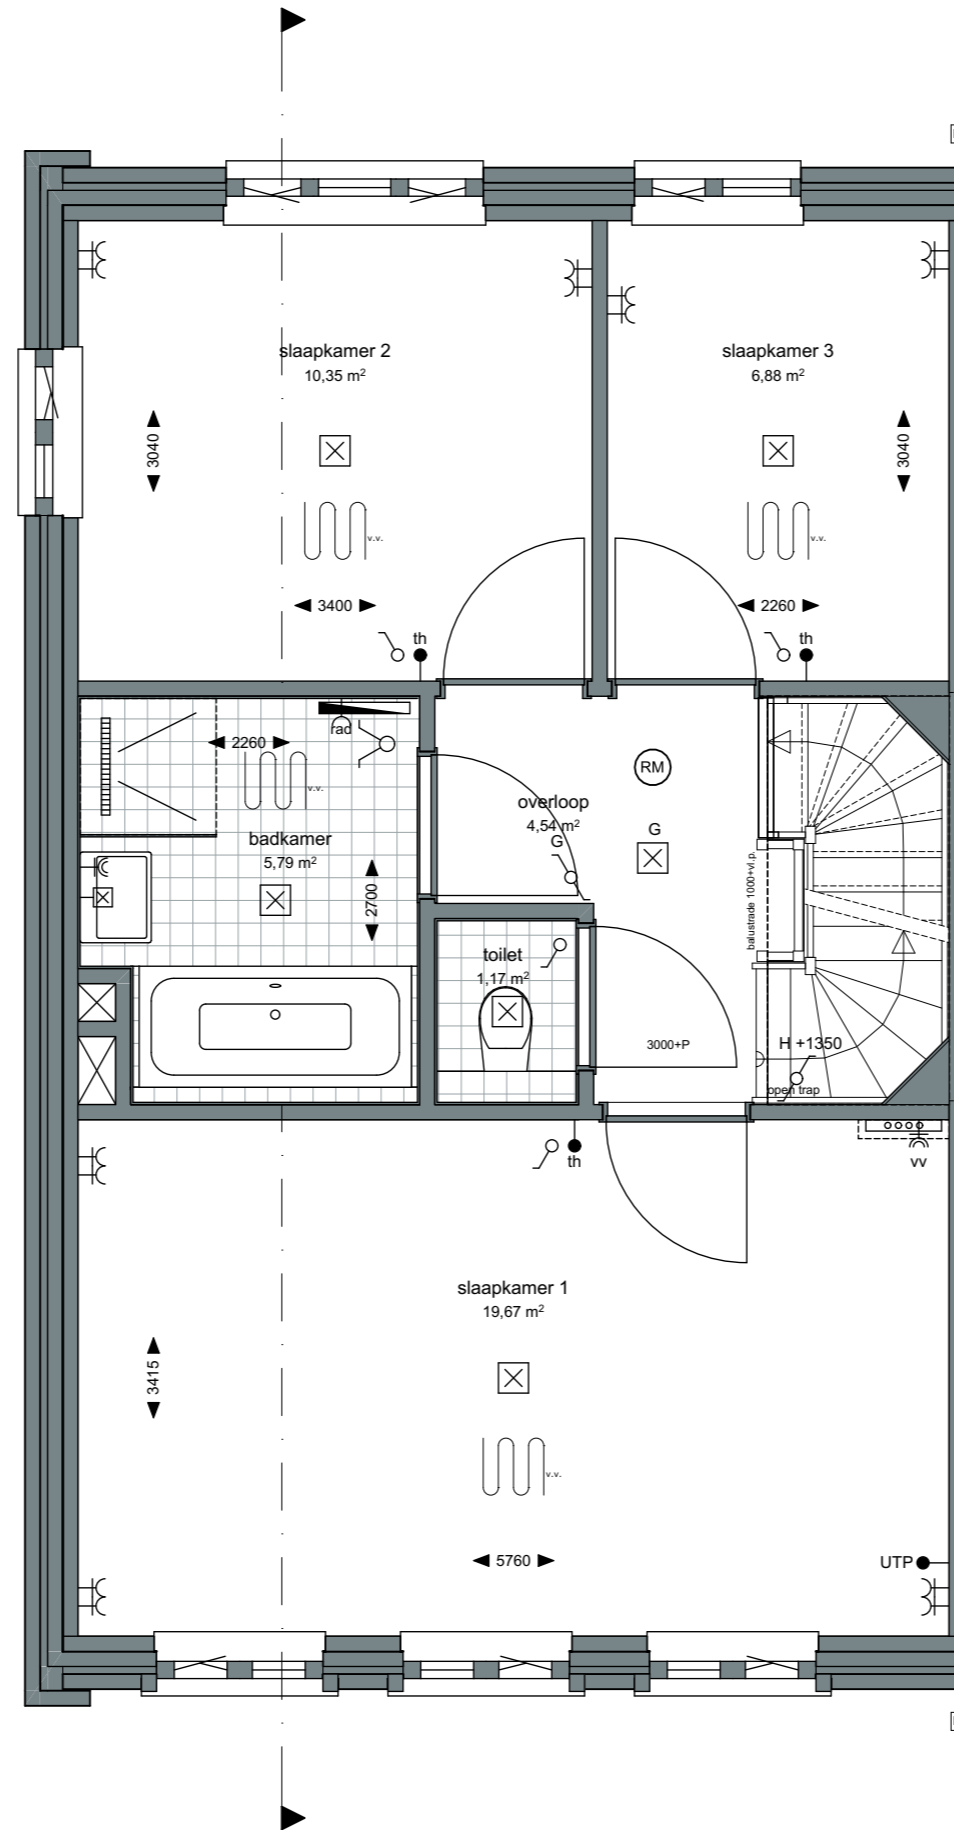 slaapkamer 2
10,35 m²
slaapkamer 3
6,88 m²
3040
3040
v.v.
v.v.
3400
2260
th
th
rad
2260
v.v.
RM
overloop
4,54 m²
G
G
badkamer
5,79 m²
2700
balustrade 1000+vl.p.
toilet
1,17 m²
3000+P
H +1350
open trap
th
vv
slaapkamer 1
19,67 m²
3415
v.v.
5760
UTP